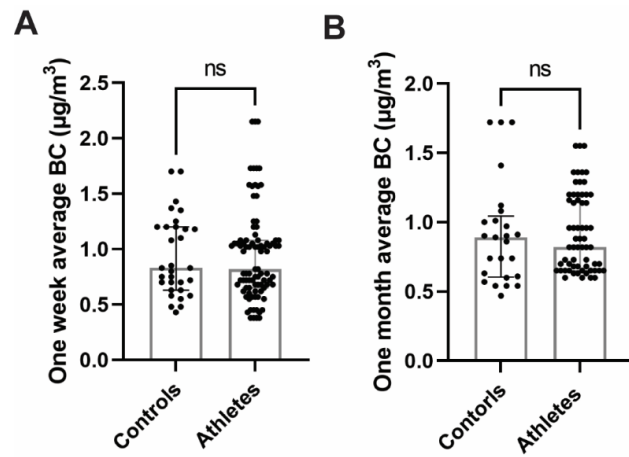 A
One week average BC (µg/m³)
2.5
2.0
1.5
1.0
0.5
0.0
ns
Controls
Athletes
B
One month average BC (µg/m³)
2.0
1.5
1.0
0.5
0.0
ns
Contorls
Athletes